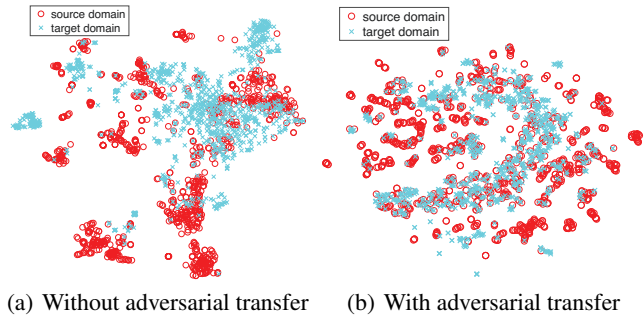 source domain
target domain
source domain
target domain
(a) Without adversarial transfer
(b) With adversarial transfer